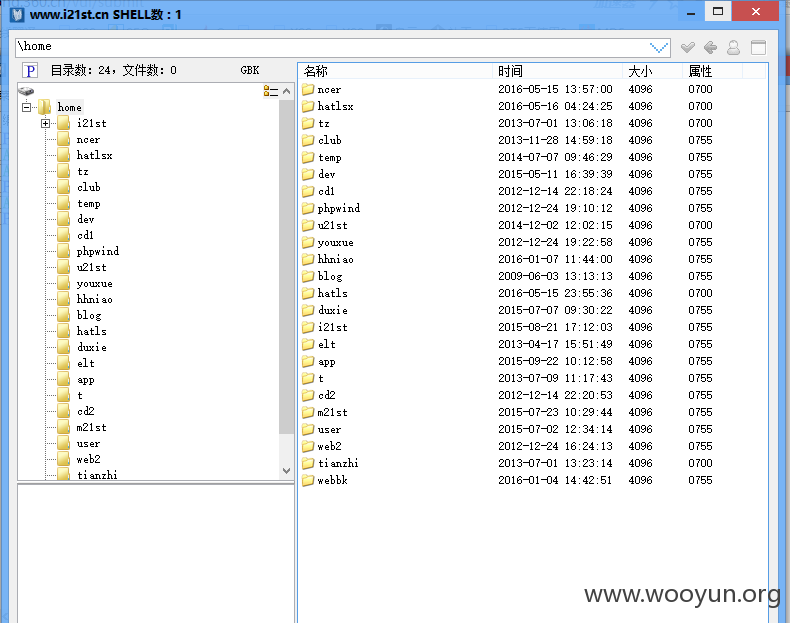 www.i21st.cn SHELL数：1
\home
P 目录数：24，文件数：0 GBK
home
i21st
ncer
hatlsx
tz
club
temp
dev
cd1
phpwind
u21st
youxue
hhniao
blog
hatls
duxie
elt
app
t
cd2
m21st
user
web2
tianzhi
名称 时间 大小 属性
ncer 2016-05-15 13:57:00 4096 0700
hatlsx 2016-05-16 04:24:25 4096 0700
tz 2013-07-01 13:06:18 4096 0700
club 2013-11-28 14:59:18 4096 0755
temp 2014-07-07 09:46:29 4096 0755
dev 2015-05-11 16:39:39 4096 0755
cd1 2012-12-14 22:18:24 4096 0755
phpwind 2012-12-24 19:10:12 4096 0755
u21st 2014-12-02 12:02:15 4096 0700
youxue 2012-12-24 19:22:58 4096 0755
hhniao 2016-01-07 11:44:00 4096 0755
blog 2009-06-03 13:13:13 4096 0755
hatls 2016-05-15 23:55:36 4096 0700
duxie 2015-07-07 09:30:22 4096 0755
i21st 2015-08-21 17:12:03 4096 0755
elt 2013-04-17 15:51:49 4096 0755
app 2015-09-22 10:12:58 4096 0755
t 2013-07-09 11:17:43 4096 0755
cd2 2012-12-14 22:20:53 4096 0755
m21st 2015-07-23 10:29:44 4096 0755
user 2015-07-02 12:34:14 4096 0755
web2 2012-12-24 16:24:13 4096 0755
tianzhi 2013-07-01 13:23:14 4096 0700
webbk 2016-01-04 14:42:51 4096 0755
www.wooyun.org